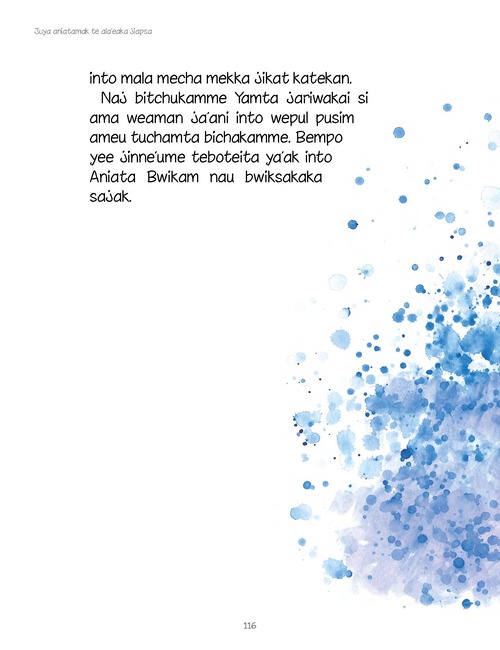 Juya aniatamak te ala'eaka jiapsa
into mala mecha mekka jikat katekan.
Naj bitchukamme Yamta jariwakai si
ama weaman ja'ani into wepul pusim
ameu tuchamta bichakamme. Bempo
yee jinne'ume teboteita ya'ak into
Aniata Bwikam nau bwiksakaka
sajak.
116